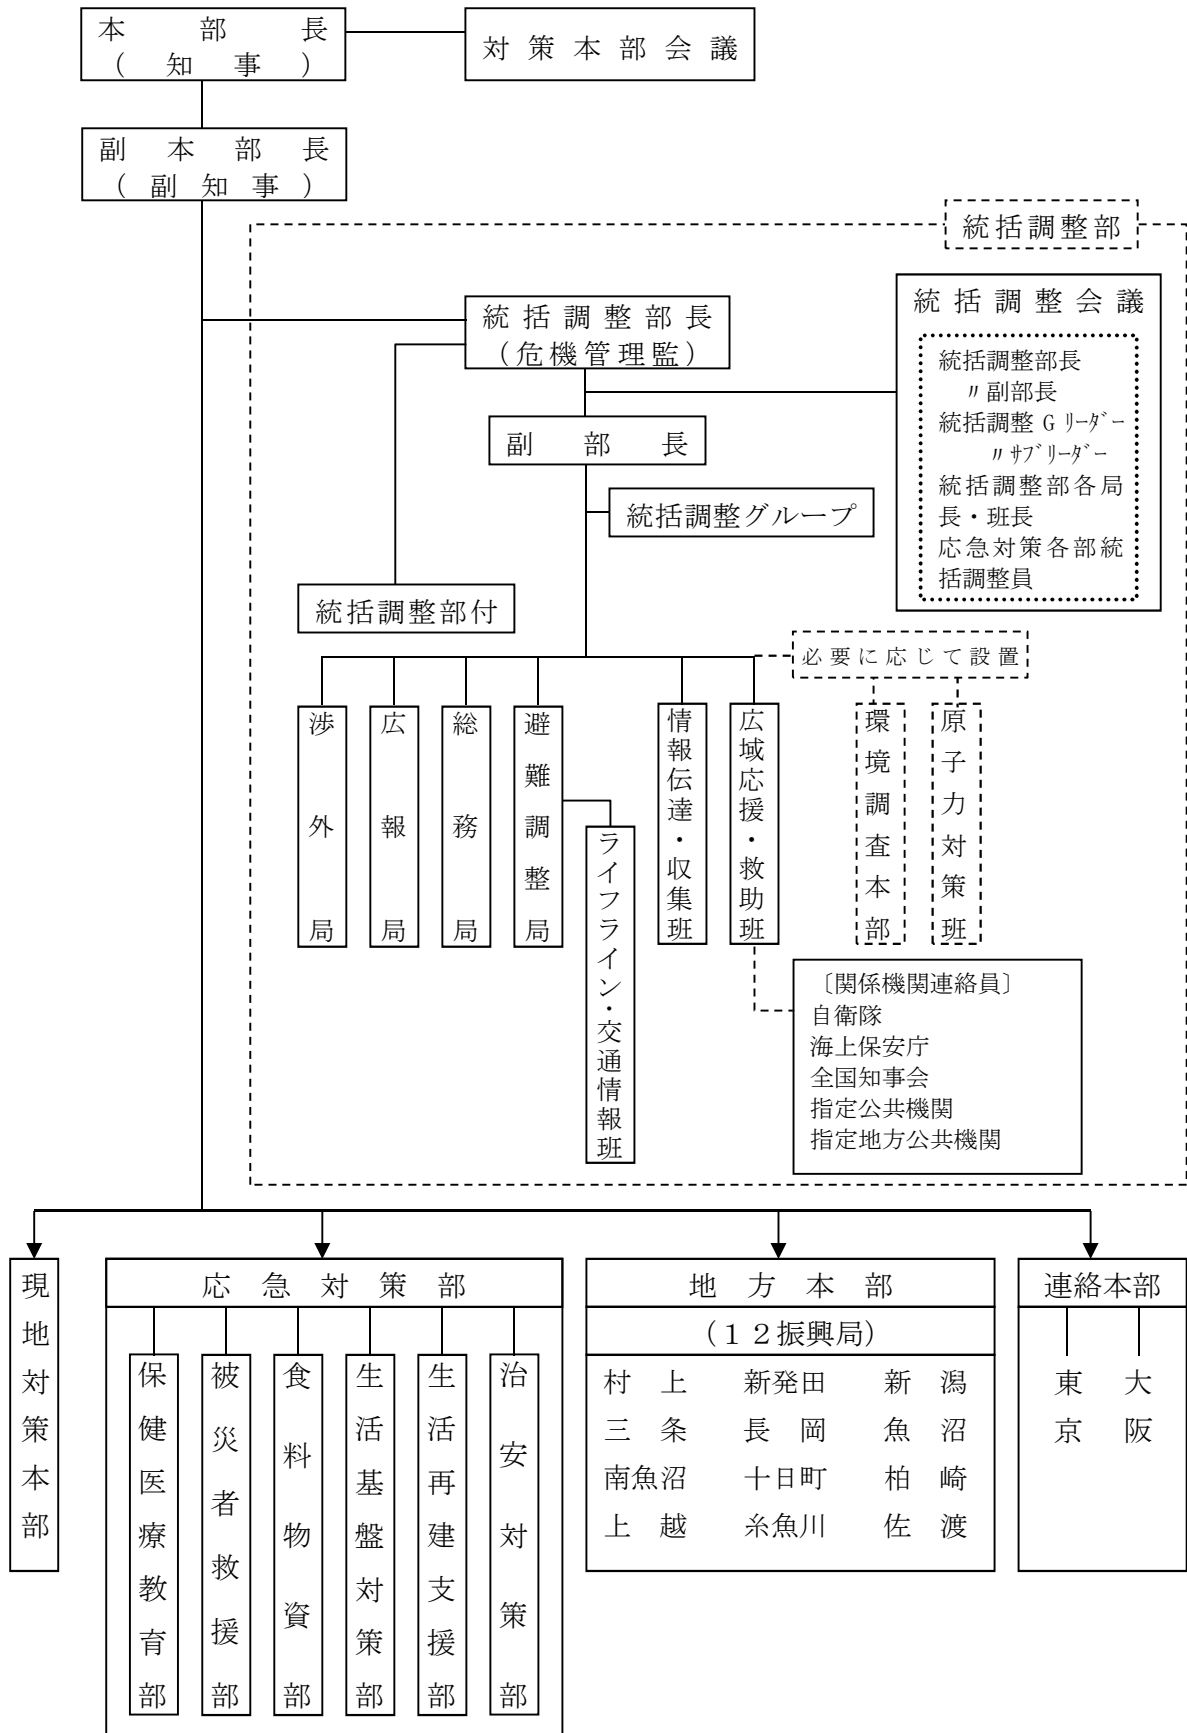 本部長
(知事)
対策本部会議
副本部長
(副知事)
統括調整部
統括調整部長
(危機管理監)
統括調整会議
統括調整部長
〃副部長
統括調整Gリーダー
〃サブリーダー
統括調整部各局
長・班長
応急対策各部統
括調整員
副部長
統括調整グループ
統括調整部付
必要に応じて設置
渉外局
広報局
総務局
避難調整局
ライフライン・交通情報班
情報伝達・収集班
広域応援・救助班
環境調査本部
原子力対策班
〔関係機関連絡員〕
自衛隊
海上保安庁
全国知事会
指定公共機関
指定地方公共機関
現地対策本部
応急対策部
保健医療教育部
被災者救援部
食料物資部
生活基盤対策部
生活再建支援部
治安対策部
地方本部
(12振興局)
村上 新発田 新潟
三条 長岡 魚沼
南魚沼 十日町 柏崎
上越 糸魚川 佐渡
連絡本部
東京
大阪